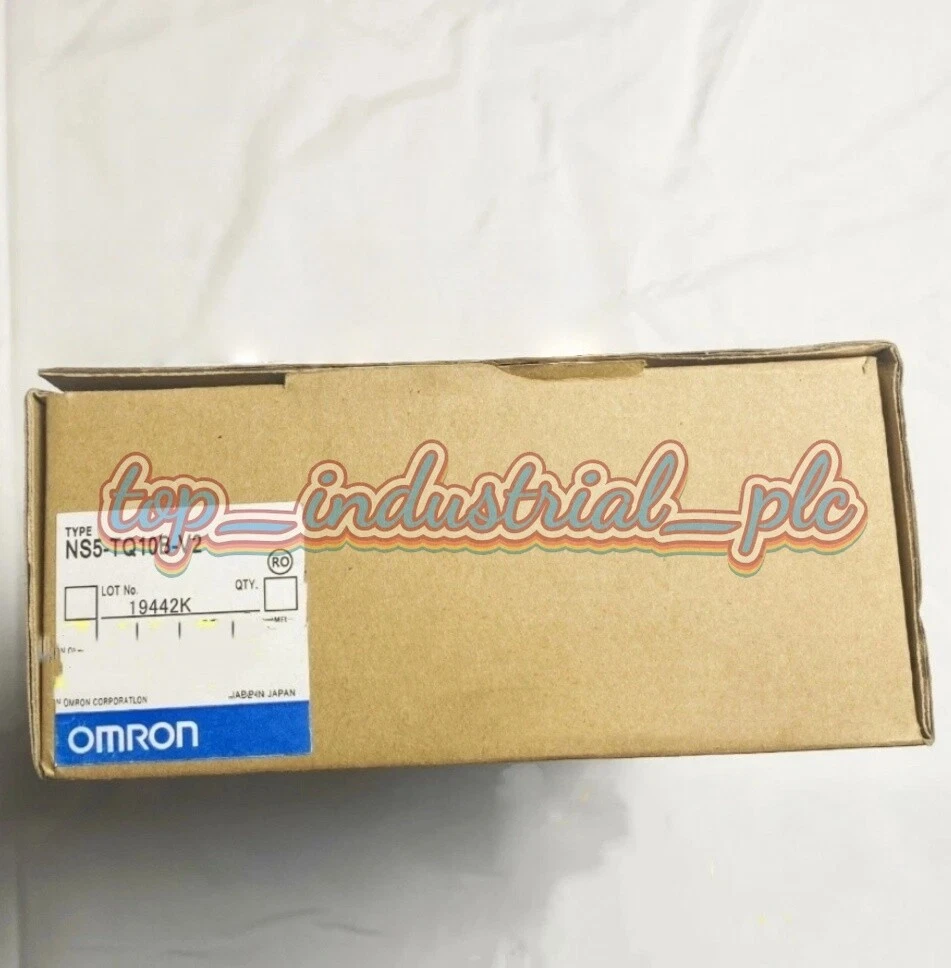 top_industrial_plc
TYPE
NS5-TQ10B-V2
RO
LOT No. QTY.
19442K
OMRON CORPORATION
JAPAN
OMRON